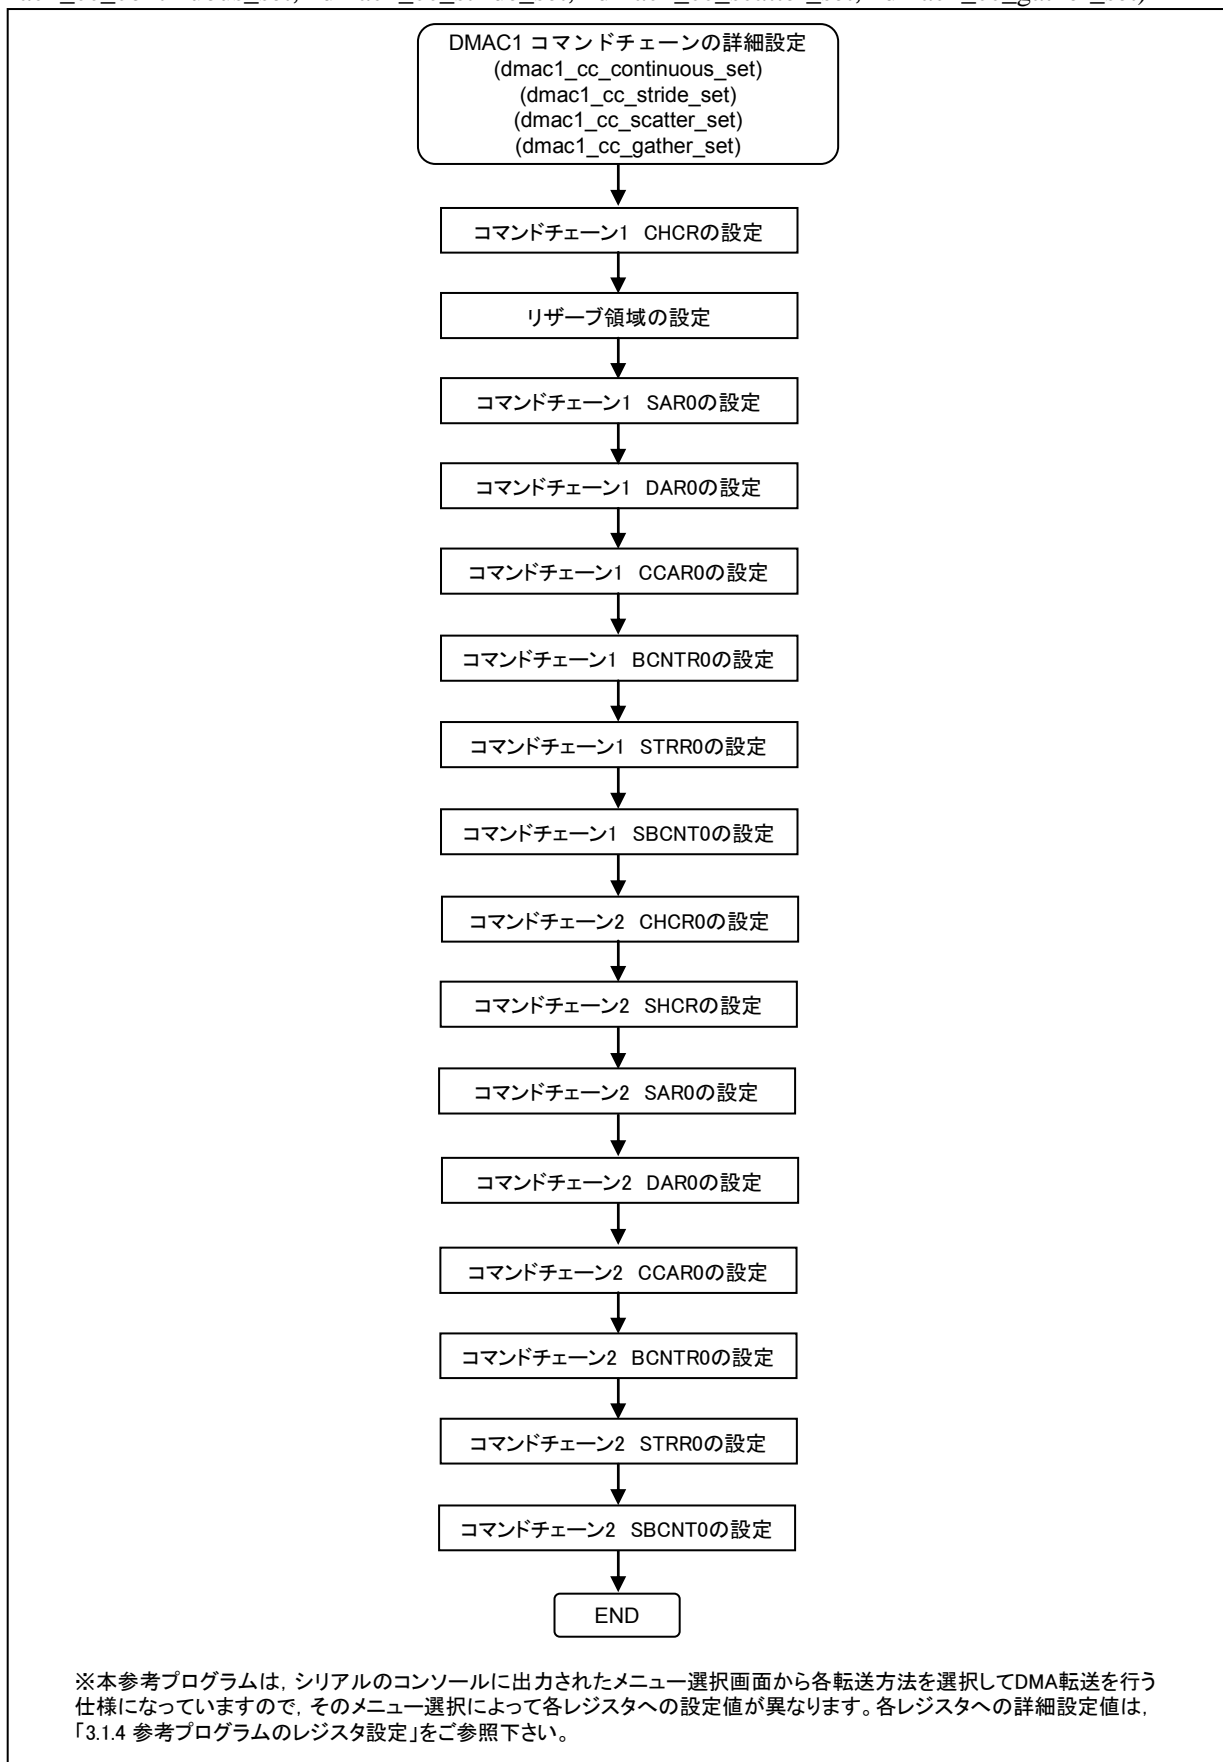 DMAC1 コマンドチェーンの詳細設定
(dmac1_cc_continuous_set)
(dmac1_cc_stride_set)
(dmac1_cc_scatter_set)
(dmac1_cc_gather_set)
コマンドチェーン1 CHCRの設定
リザーブ領域の設定
コマンドチェーン1 SAR0の設定
コマンドチェーン1 DAR0の設定
コマンドチェーン1 CCAR0の設定
コマンドチェーン1 BCNTR0の設定
コマンドチェーン1 STRR0の設定
コマンドチェーン1 SBCNT0の設定
コマンドチェーン2 CHCR0の設定
コマンドチェーン2 SHCRの設定
コマンドチェーン2 SAR0の設定
コマンドチェーン2 DAR0の設定
コマンドチェーン2 CCAR0の設定
コマンドチェーン2 BCNTR0の設定
コマンドチェーン2 STRR0の設定
コマンドチェーン2 SBCNT0の設定
END
※本参考プログラムは, シリアルのコンソールに出力されたメニュー選択画面から各転送方法を選択してDMA転送を行う
仕様になっていますので, そのメニュー選択によって各レジスタへの設定値が異なります。各レジスタへの詳細設定値は,
「3.1.4 参考プログラムのレジスタ設定」をご参照下さい。